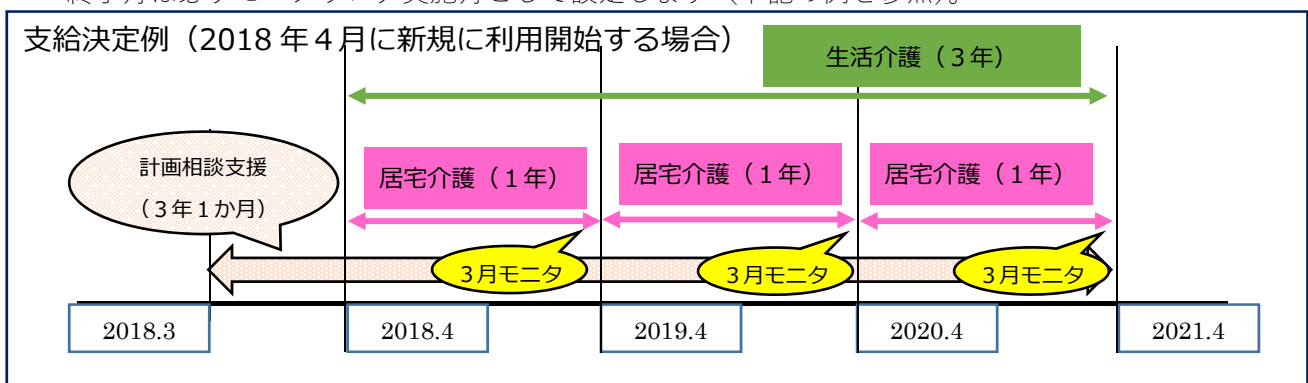 支給決定例（2018年４月に新規に利用開始する場合）
生活介護（３年）
計画相談支援
（３年１か月）
居宅介護（１年）
居宅介護（１年）
居宅介護（１年）
３月モニタ
３月モニタ
３月モニタ
2018.3
2018.4
2019.4
2020.4
2021.4